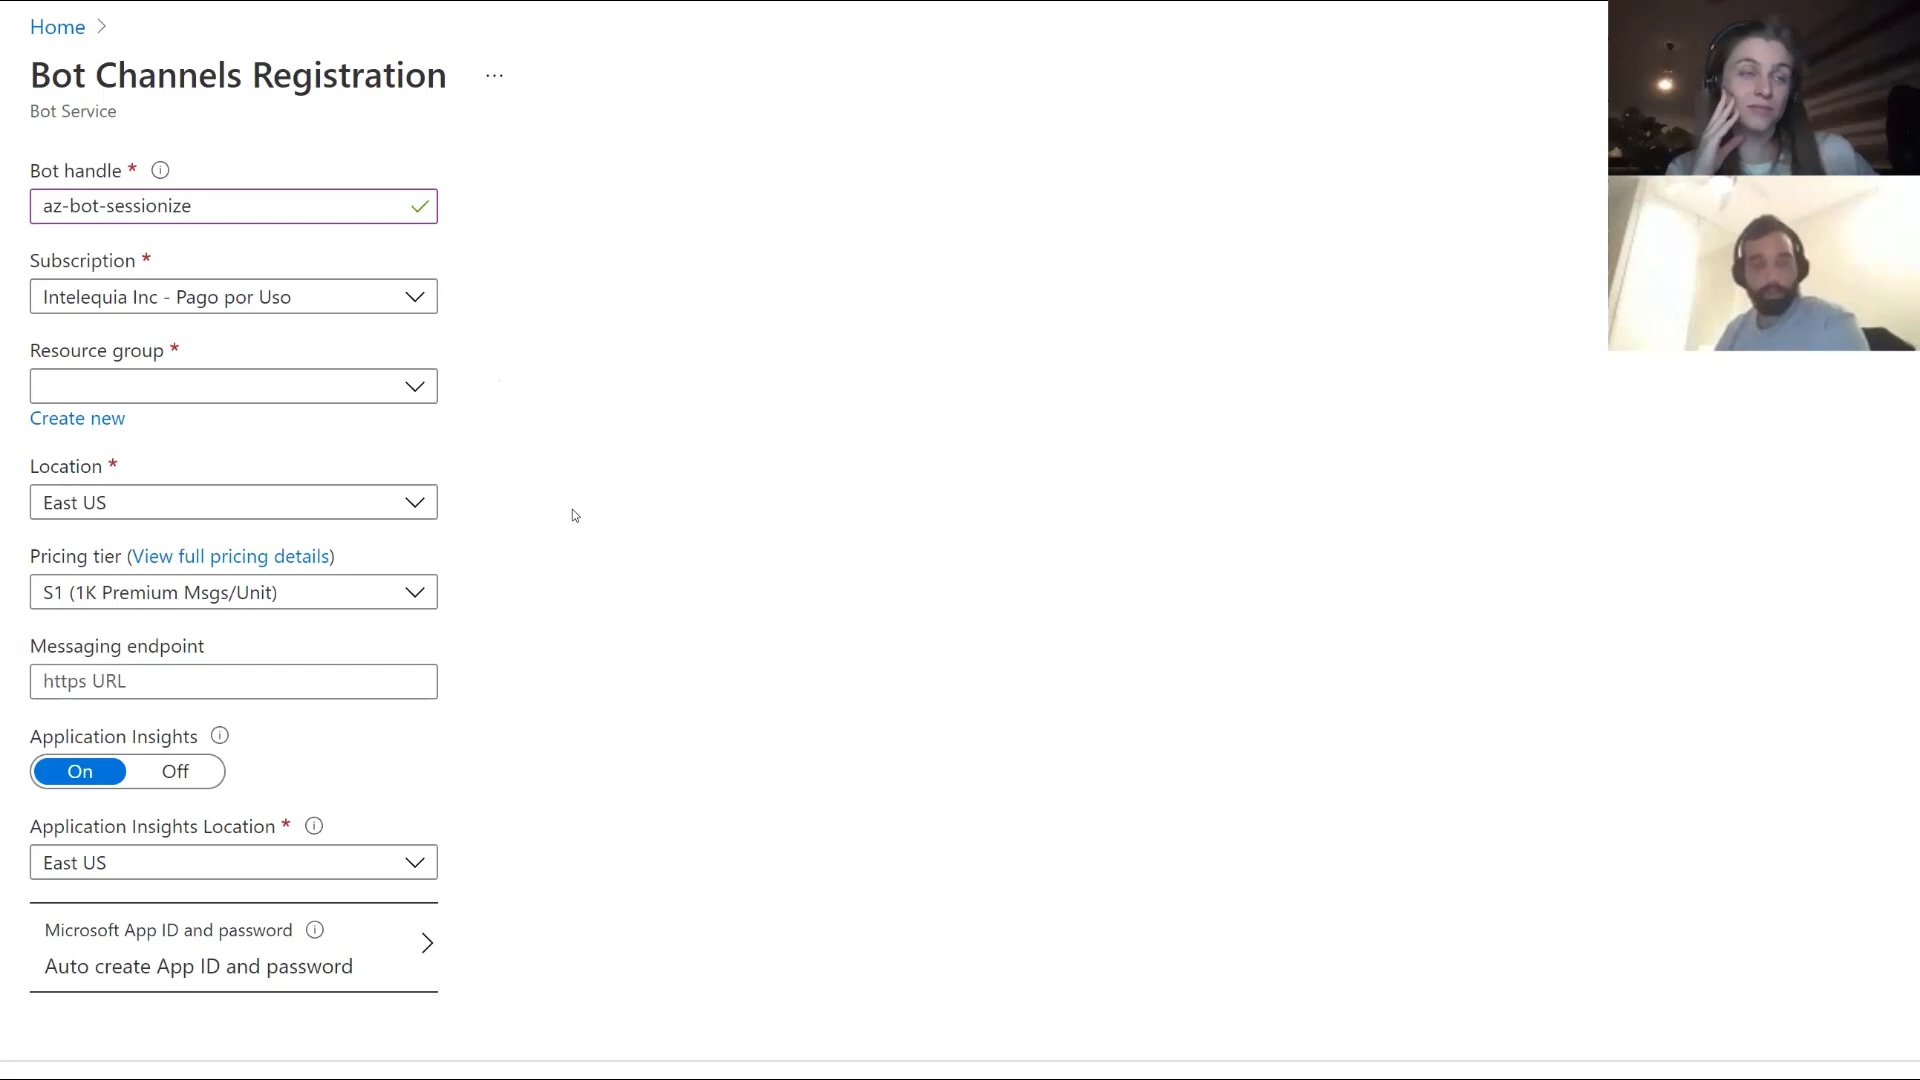 Home
Bot Channels Registration ...
Bot Service
Bot handle *
az-bot-sessionize
Subscription *
Intelequia Inc - Pago por Uso
Resource group *
Create new
Location *
East US
Pricing tier (View full pricing details)
S1 (1K Premium Msgs/Unit)
Messaging endpoint
https URL
Application Insights
On Off
Application Insights Location *
East US
Microsoft App ID and password
Auto create App ID and password